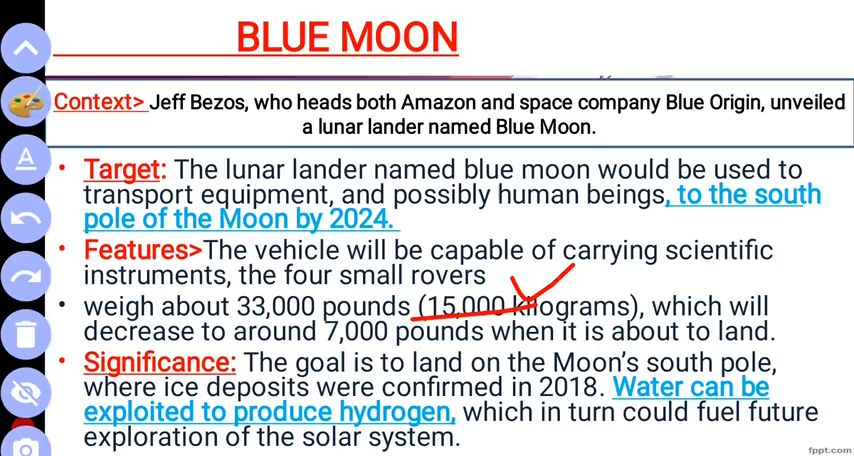 BLUE MOON
Context> Jeff Bezos, who heads both Amazon and space company Blue Origin, unveiled
a lunar lander named Blue Moon.
• Target: The lunar lander named blue moon would be used to
transport equipment, and possibly human beings, to the south
pole of the Moon by 2024.
• Features>The vehicle will be capable of carrying scientific
instruments, the four small rovers
• weigh about 33,000 pounds (15,000 kilograms), which will
decrease to around 7,000 pounds when it is about to land.
• Significance: The goal is to land on the Moon's south pole,
where ice deposits were confirmed in 2018. Water can be
exploited to produce hydrogen, which in turn could fuel future
exploration of the solar system.
fppt.com